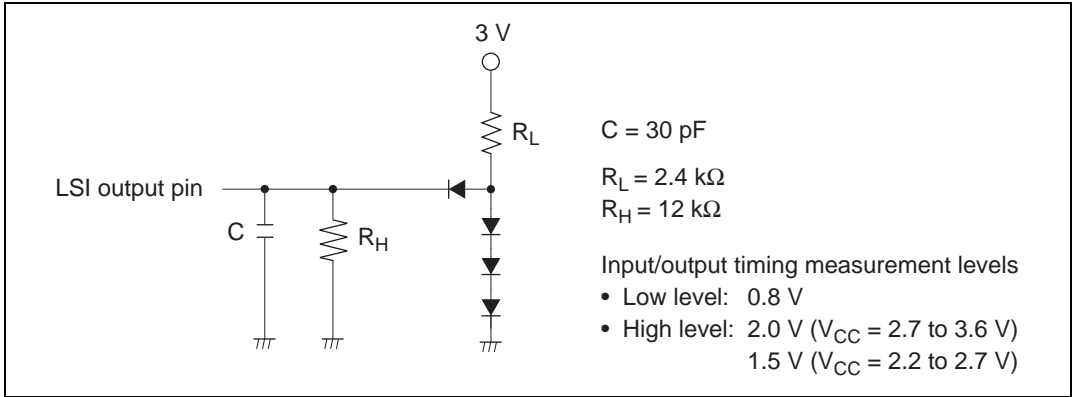 3 V
R_L
LSI output pin
C
R_H
C = 30 pF
R_L = 2.4 kΩ
R_H = 12 kΩ
Input/output timing measurement levels
• Low level: 0.8 V
• High level: 2.0 V (V_CC = 2.7 to 3.6 V)
1.5 V (V_CC = 2.2 to 2.7 V)